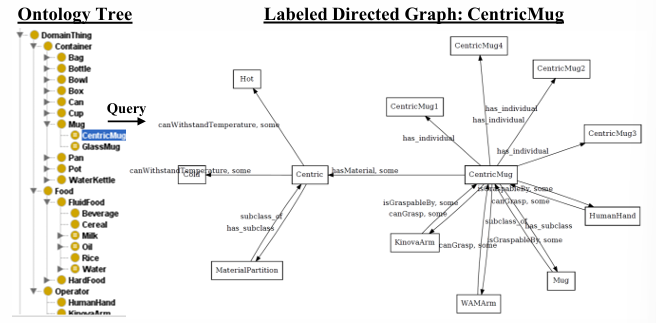 Ontology Tree
Labeled Directed Graph: CentricMug
DomainThing
Container
Bag
Bottle
Bowl
Box
Can
Cup
Mug
CentricMug
GlassMug
Pan
Pot
WaterKettle
Food
FluidFood
Beverage
Cereal
Milk
Oil
Rice
Water
HardFood
Operator
HumanHand
KinovaArm
Query
CentricMug4
CentricMug2
Hot
CentricMug1
has_individual
has_individual,
canWithstandTemperature, some
CentricMug3
has_individual
has_individual
canWithstandTemperature, some
Cold
Centric
hasMaterial, some
CentricMug
isGraspableBy, some
isGraspableBy, some
canGrasp, some
canGrasp, some
HumanHand
subclass_of
has_subclass
subclass_of
has_subclass
KinovaArm
canGrasp, some
isGraspableBy, some
MaterialPartition
Mug
WAMArm